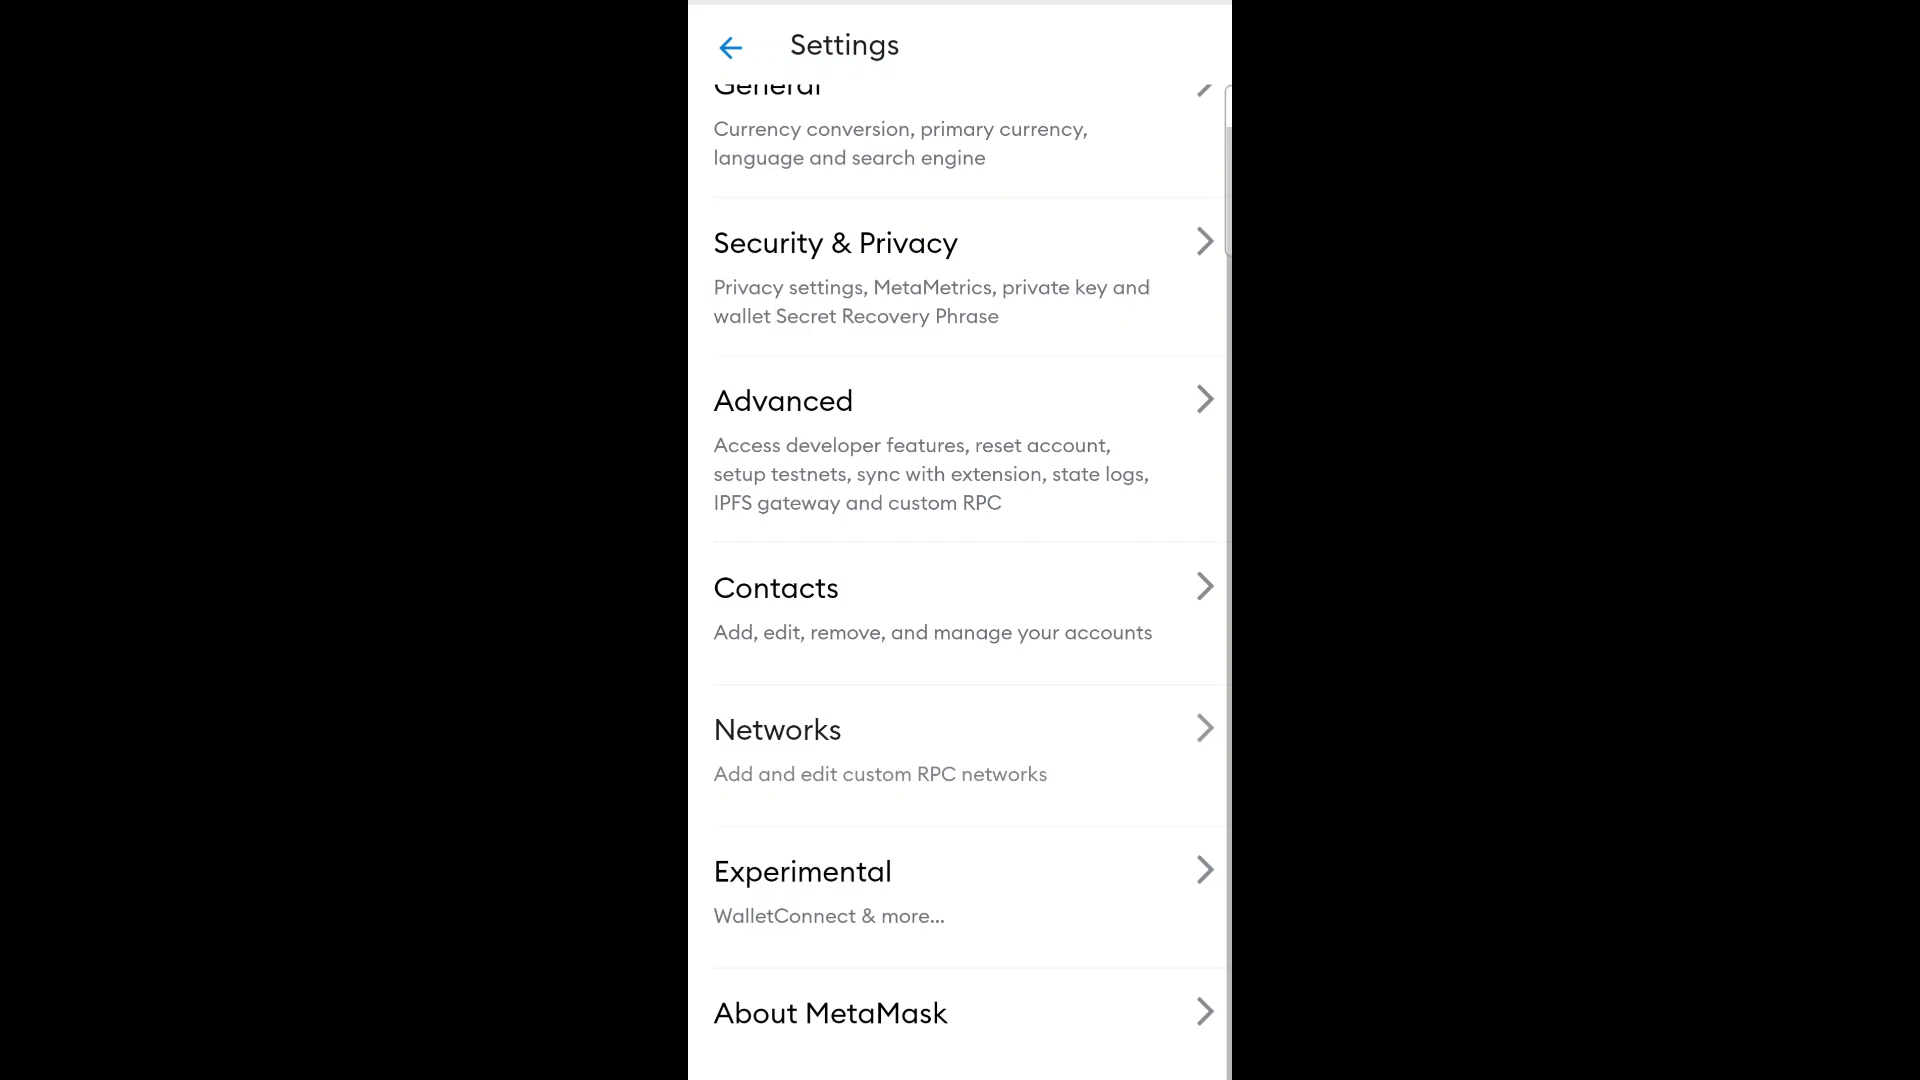 Settings
General
Currency conversion, primary currency,
language and search engine
Security & Privacy
Privacy settings, MetaMetrics, private key and
wallet Secret Recovery Phrase
Advanced
Access developer features, reset account,
setup testnets, sync with extension, state logs,
IPFS gateway and custom RPC
Contacts
Add, edit, remove, and manage your accounts
Networks
Add and edit custom RPC networks
Experimental
WalletConnect & more...
About MetaMask